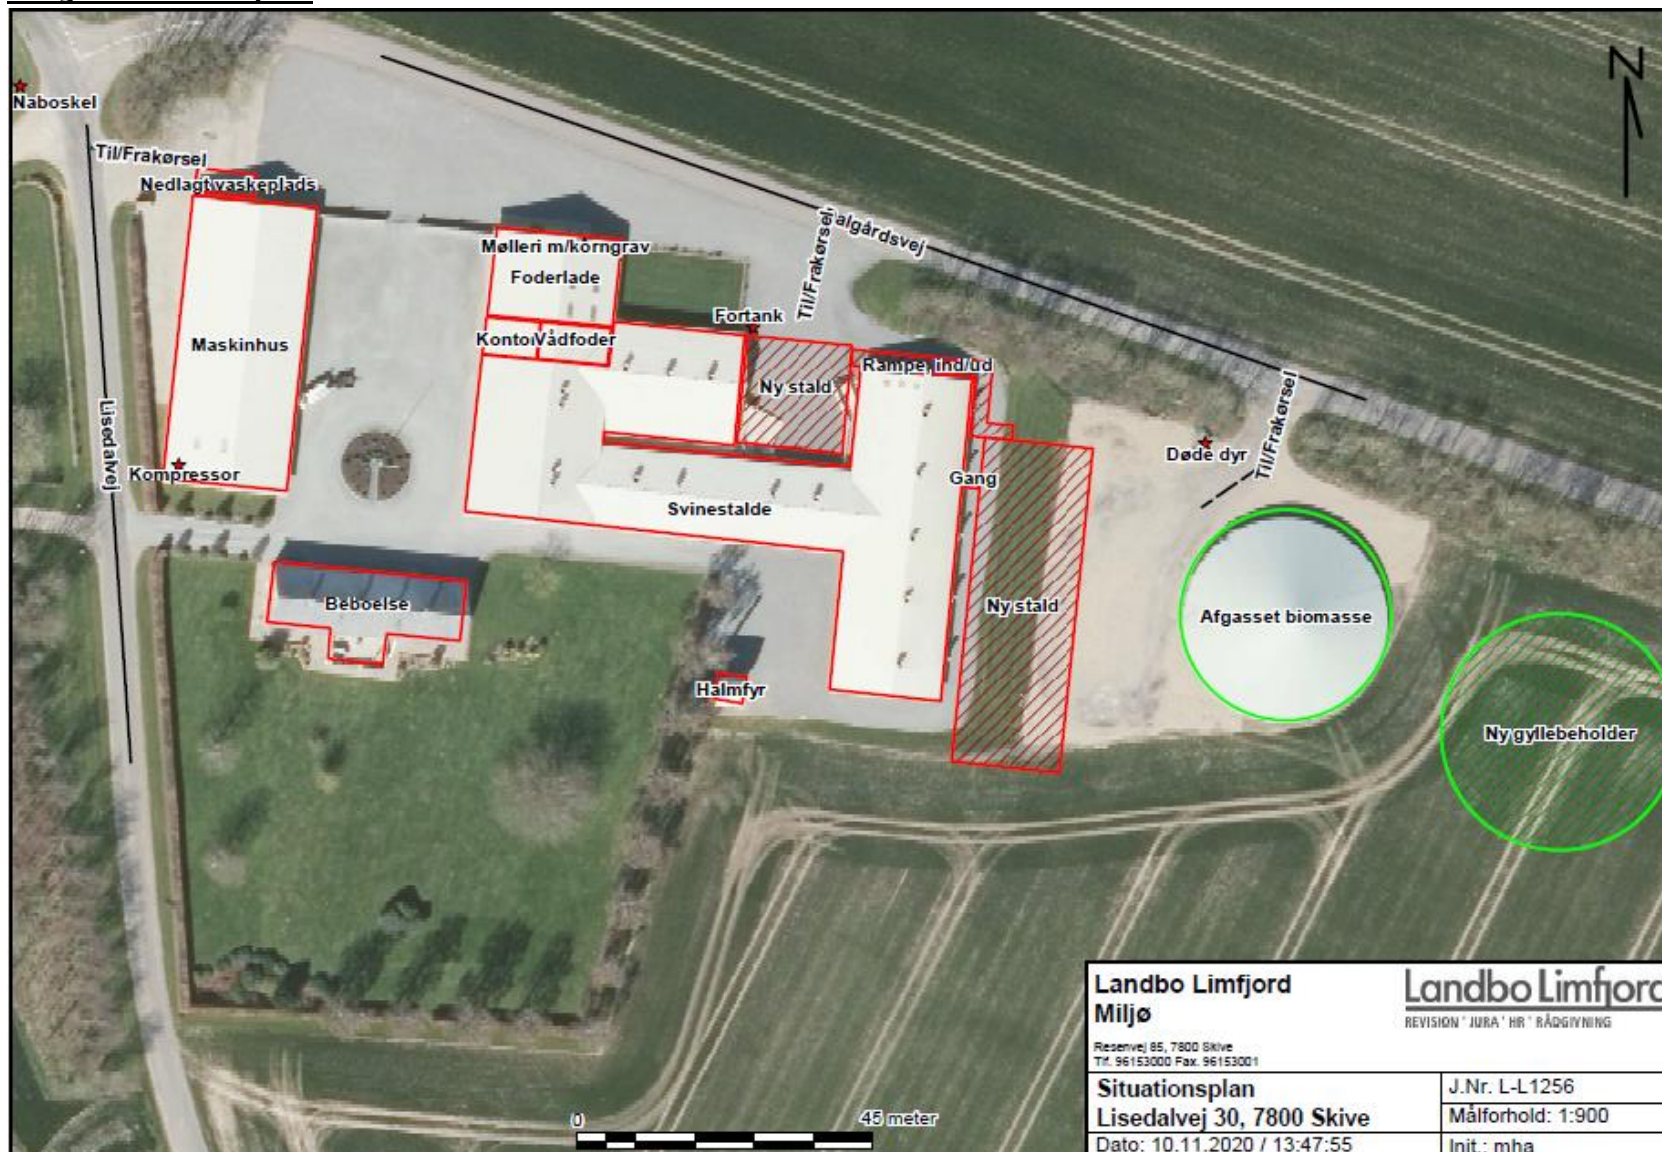 Naboskel
Til/Frakørsel
Nedlagt vaskeplads
Mølleri m/korngrav
Foderlade
Til/Frakørsel
algårdsvej
Fortank
Kontor
Vådfoder
Maskinhus
Rampe, ind/ud
Ny stald
Lisedalvej
Til/Frakørsel
Døde dyr
Kompressor
Gang
Svinestalde
Beboelse
Ny stald
Afgasset biomasse
Halmfyr
Ny gyllebeholder
N
Landbo Limfjord
Miljø
Landbo Limfjord
REVISION * JURA * HR * RÅDGIVNING
Resenvej 85, 7800 Skive
Tlf. 96153000 Fax. 96153001
Situationsplan
J.Nr. L-L1256
Lisedalvej 30, 7800 Skive
Målforhold: 1:900
Dato: 10.11.2020 / 13:47:55
Init.: mha
0
45 meter